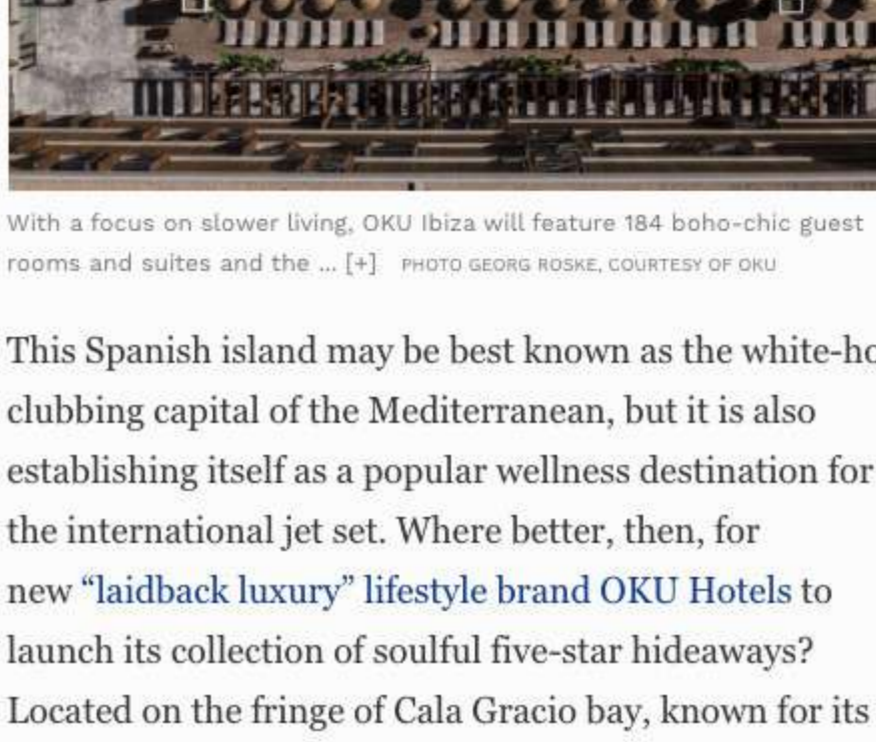 With a focus on slower living, OKU Ibiza will feature 184 boho-chic guest
rooms and suites and the ... [+] PHOTO GEORG ROSKE, COURTESY OF OKU
This Spanish island may be best known as the
clubbing capital of the Mediterranean, but it is also
establishing itself as a popular wellness destination for
the international jet set. Where better, then, for
new “laidback luxury” lifestyle brand OKU Hotels to
launch its collection of soulful five-star hideaways?
Located on the fringe of Cala Gracio bay, known for its